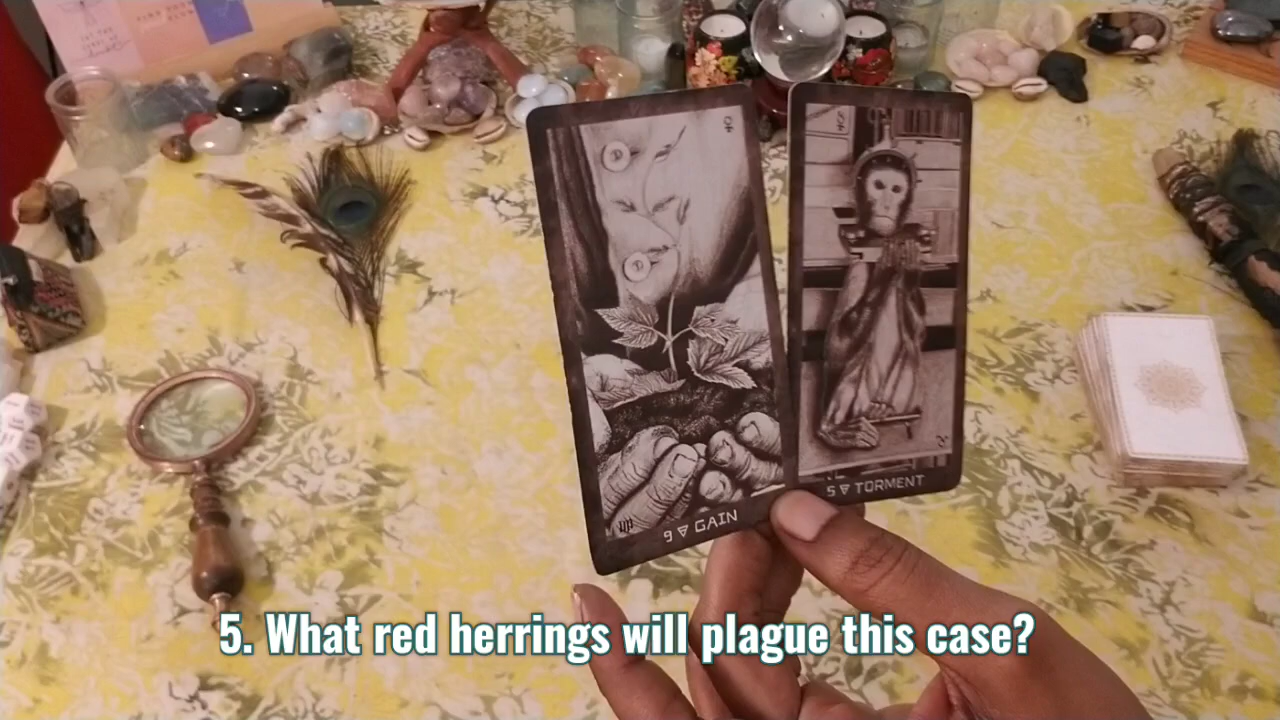 9 🜃 GAIN
5 🜃 TORMENT
5. What red herrings will plague this case?